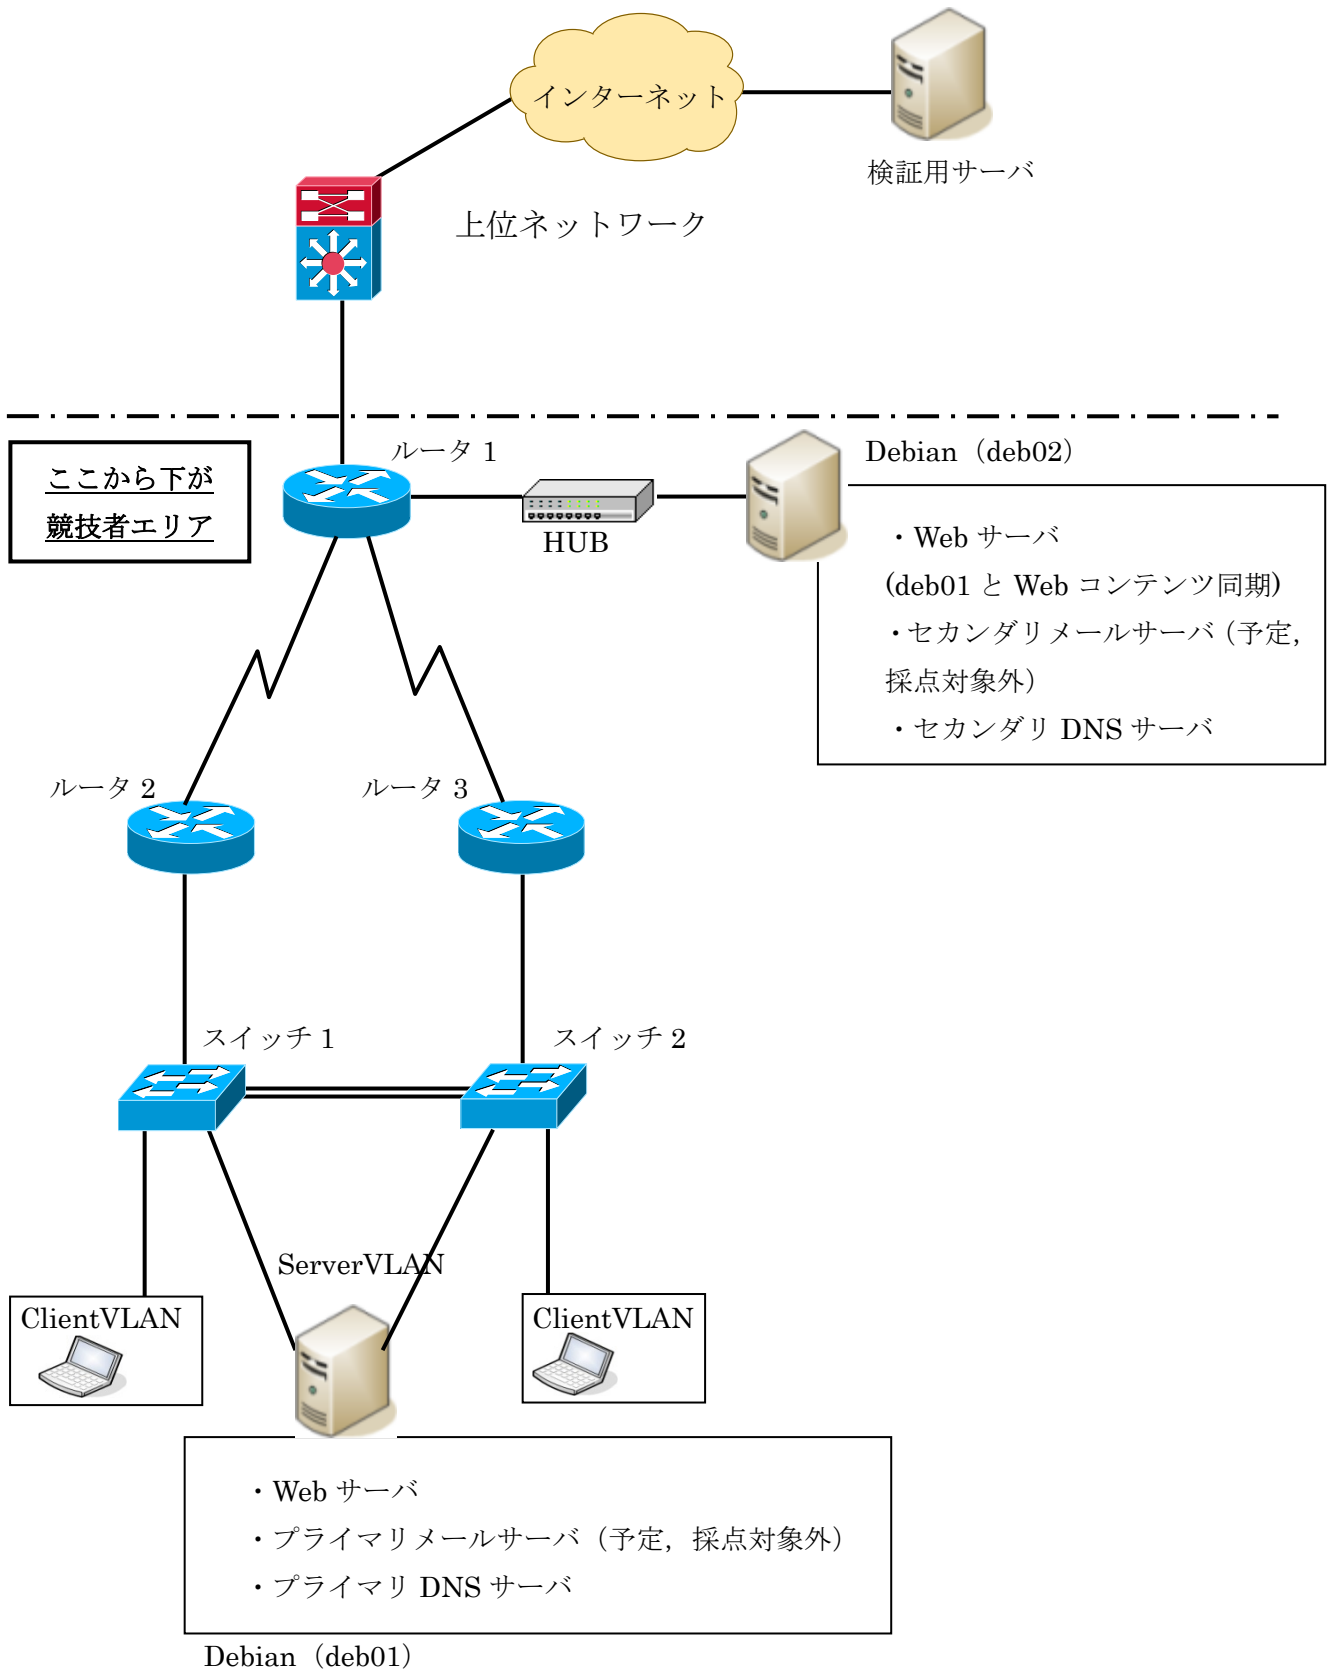 インターネット
検証用サーバ
上位ネットワーク
ルータ 1
Debian（deb02）
ここから下が
競技者エリア
HUB
・Web サーバ
(deb01 と Web コンテンツ同期)
・セカンダリメールサーバ（予定，
採点対象外）
・セカンダリ DNS サーバ
ルータ 2
ルータ 3
スイッチ 1
スイッチ 2
ServerVLAN
ClientVLAN
ClientVLAN
・Web サーバ
・プライマリメールサーバ（予定，採点対象外）
・プライマリ DNS サーバ
Debian（deb01）